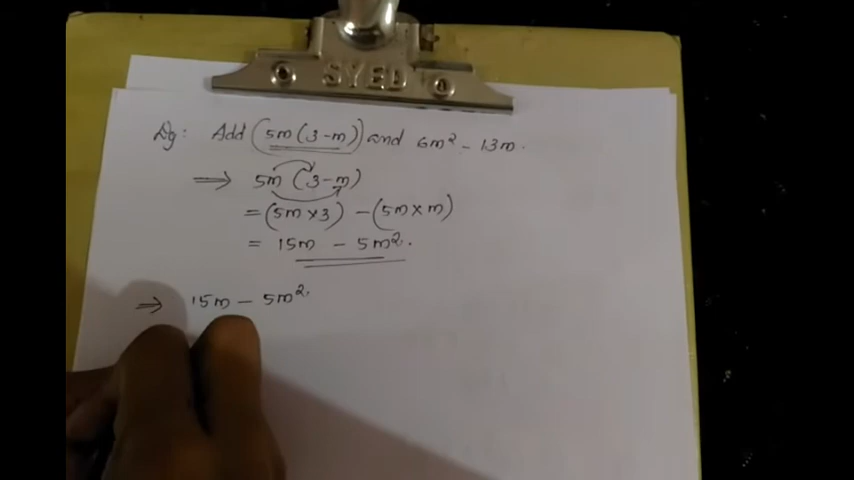 SYED
Eg: Add (5m(3-m)) and 6m² - 13m.
⇒ 5m (3-m)
= (5m×3) - (5m×m)
= 15m - 5m².
⇒ 15m - 5m²